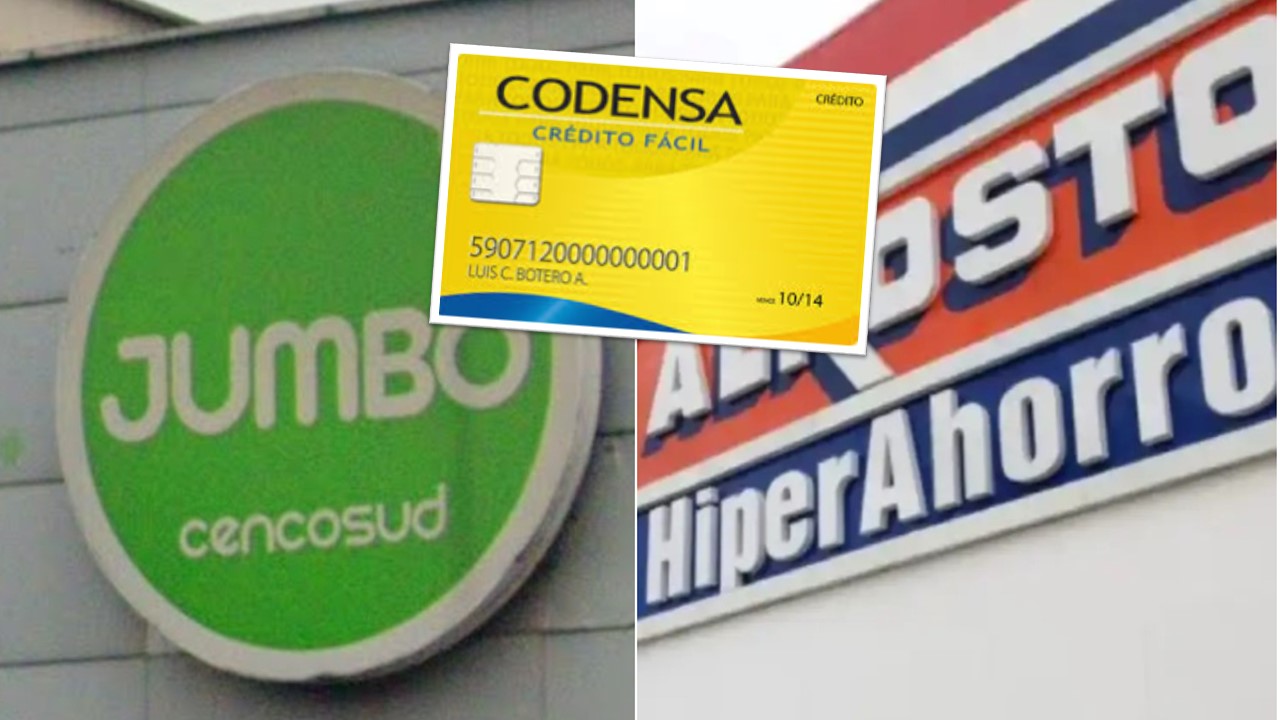 JUMBO
cencosud
CODENSA
CRÉDITO
CRÉDITO FÁCIL
5907120000000001
LUIS C. BOTERO A.
VENCE 10/14
HiperAhorro